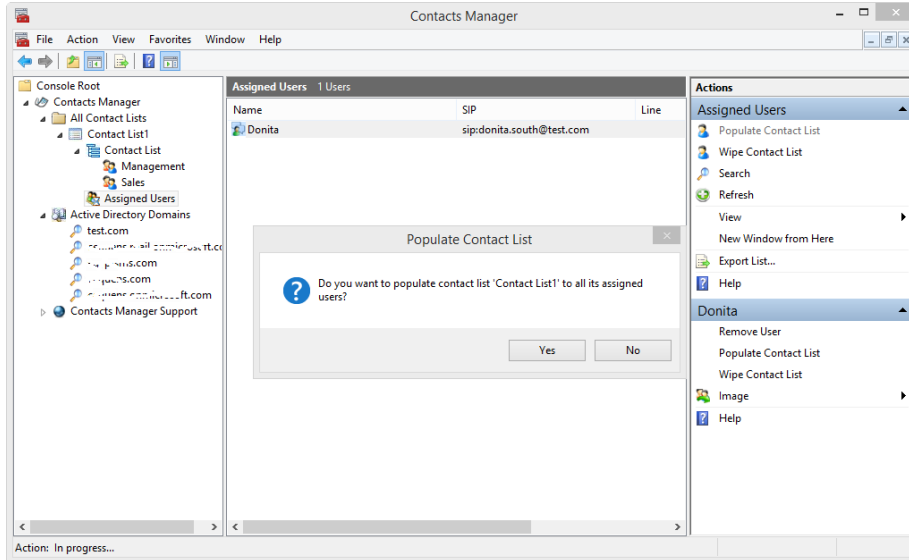 Contacts Manager
File Action View Favorites Window Help
Console Root
Contacts Manager
All Contact Lists
Contact List1
Contact List
Management
Sales
Assigned Users
Active Directory Domains
test.com
Contacts Manager Support
Assigned Users 1 Users
Name SIP Line
Donita sip:donita.south@test.com
Populate Contact List
Do you want to populate contact list 'Contact List1' to all its assigned
users?
Yes No
Actions
Assigned Users
Populate Contact List
Wipe Contact List
Search
Refresh
View
New Window from Here
Export List...
Help
Donita
Remove User
Populate Contact List
Wipe Contact List
Image
Help
Action: In progress...